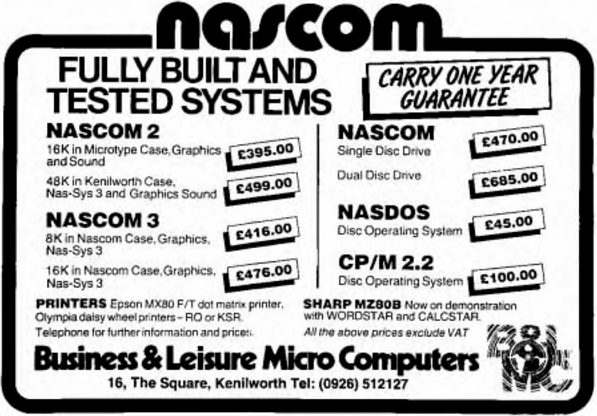 nascom
FULLY BUILT AND
TESTED SYSTEMS
CARRY ONE YEAR
GUARANTEE
NASCOM 2
16K in Microtype Case, Graphics
and Sound
£395.00
48K in Kenilworth Case,
Nas-Sys 3 and Graphics Sound
£499.00
NASCOM 3
8K in Nascom Case, Graphics,
Nas-Sys 3
£416.00
16K in Nascom Case, Graphics,
Nas-Sys 3
£476.00
NASCOM
Single Disc Drive
£470.00
Dual Disc Drive
£685.00
NASDOS
Disc Operating System
£45.00
CP/M 2.2
Disc Operating System
£100.00
PRINTERS Epson MX80 F/T dot matrix printer.
Olympia daisy wheel printers – RO or KSR.
Telephone for further information and prices.
SHARP MZ80B Now on demonstration
with WORDSTAR and CALCSTAR.
All the above prices exclude VAT
Business & Leisure Micro Computers
16, The Square, Kenilworth Tel: (0926) 512127